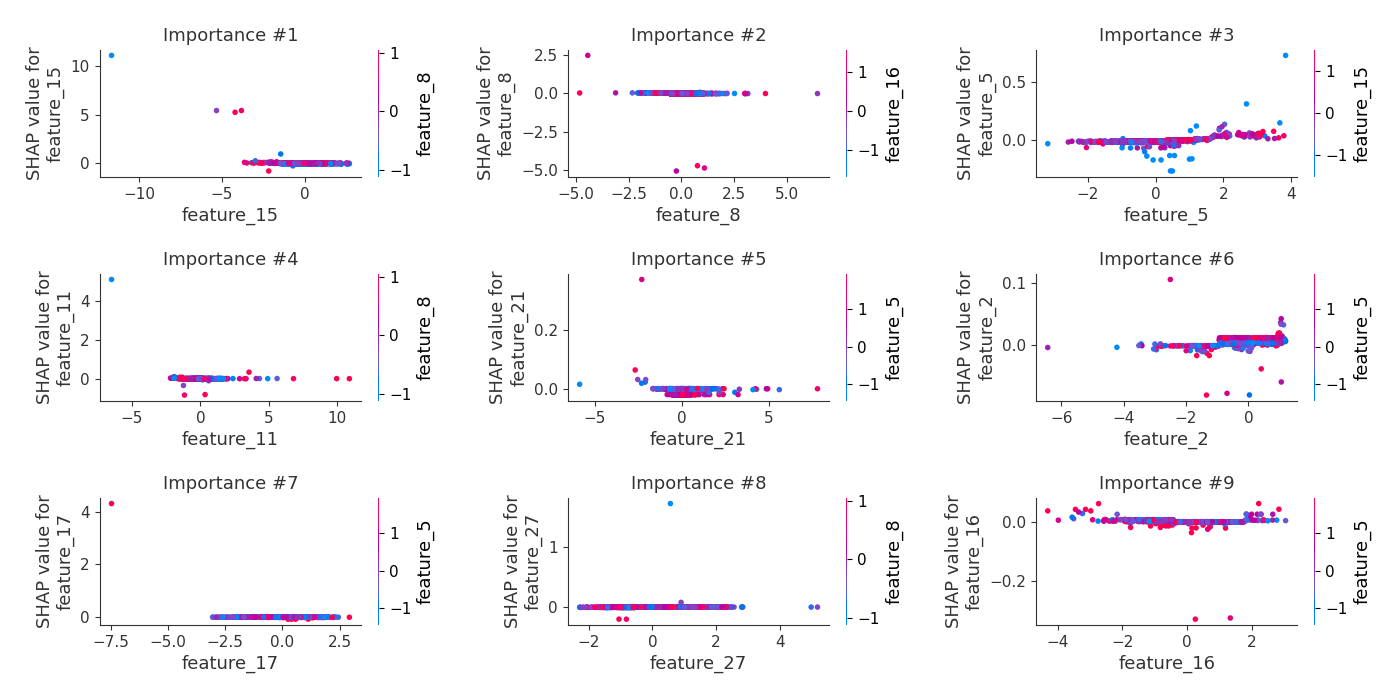 Importance #1
SHAP value for
feature_15
10
5
0
−10
−5
0
feature_15
1
0
−1
feature_8
Importance #2
SHAP value for
feature_8
2.5
0.0
−2.5
−5.0
−5.0
−2.5
0.0
2.5
5.0
feature_8
1
0
−1
feature_16
Importance #3
SHAP value for
feature_5
0.5
0.0
−2
0
2
4
feature_5
1
0
−1
feature_15
Importance #4
SHAP value for
feature_11
4
2
0
−5
0
5
10
feature_11
1
0
−1
feature_8
Importance #5
SHAP value for
feature_21
0.2
0.0
−5
0
5
feature_21
1
0
−1
feature_5
Importance #6
SHAP value for
feature_2
0.1
0.0
−6
−4
−2
0
feature_2
1
0
−1
feature_5
Importance #7
SHAP value for
feature_17
4
2
0
−7.5
−5.0
−2.5
0.0
2.5
feature_17
1
0
−1
feature_5
Importance #8
SHAP value for
feature_27
1
0
−2
0
2
4
feature_27
1
0
−1
feature_8
Importance #9
SHAP value for
feature_16
0.0
−0.2
−4
−2
0
2
feature_16
1
0
−1
feature_5